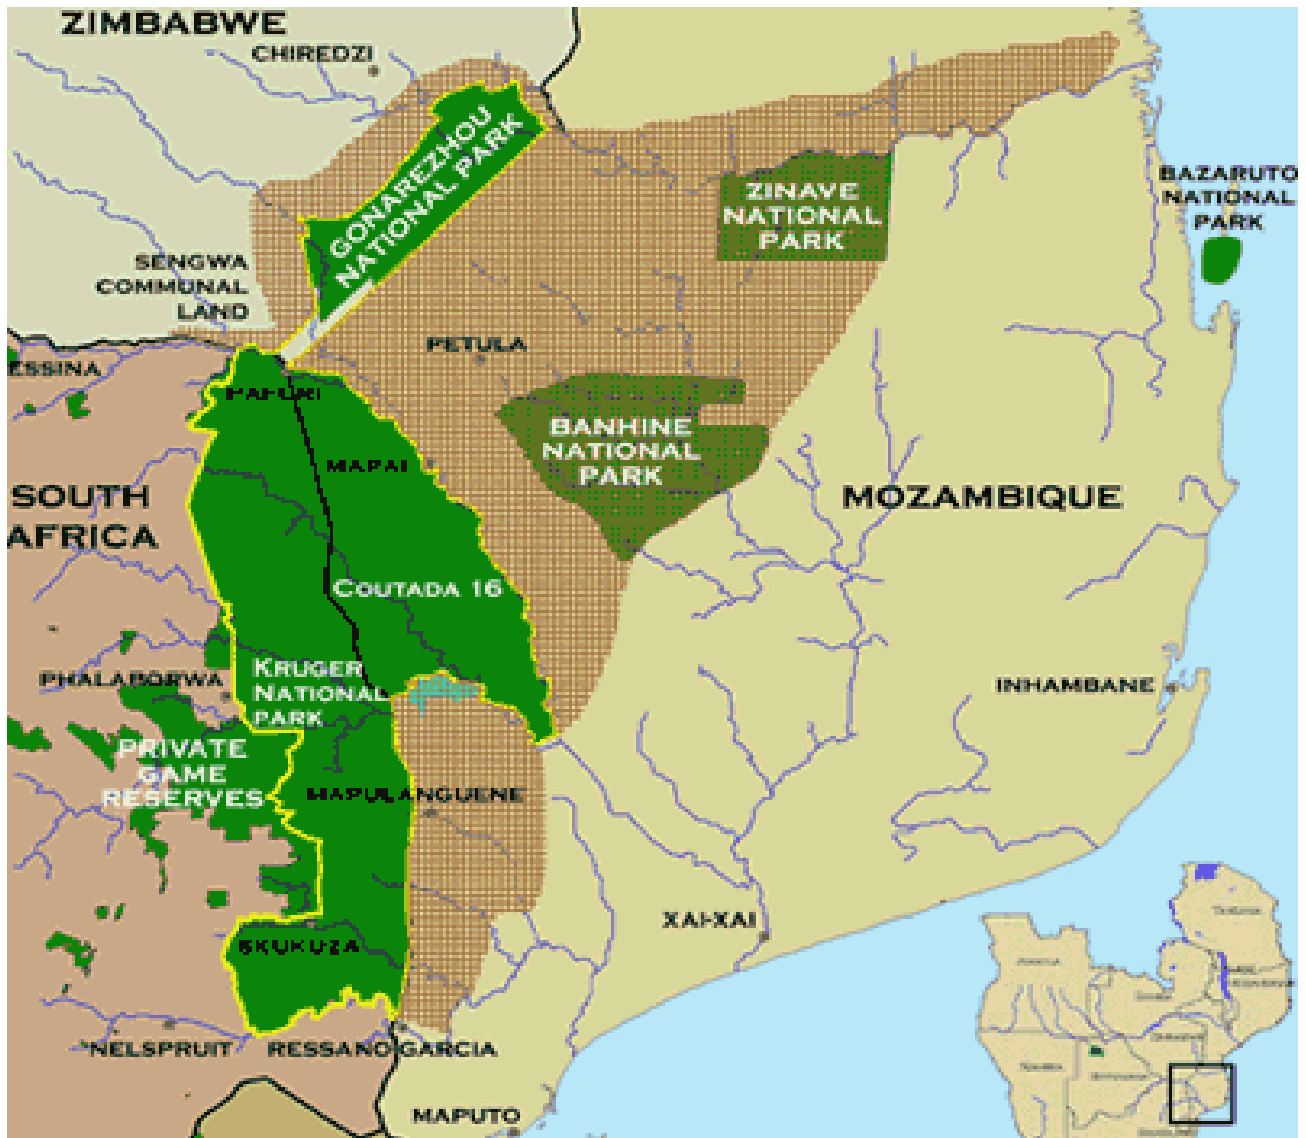 ZIMBABWE
CHIREDZI
GONAREZHOU
NATIONAL PARK
ZINAVE
NATIONAL
PARK
BAZARUTO
NATIONAL
PARK
SENGWA
COMMUNAL
LAND
PETULA
ESSINA
PAFURI
BANHINE
NATIONAL
PARK
MAPAI
SOUTH
AFRICA
MOZAMBIQUE
COUTADA 16
KRUGER
NATIONAL
PARK
PHALABORWA
INHAMBANE
PRIVATE
GAME
RESERVES
MAPULANGUENE
XAI-XAI
SKUKUZA
NELSPRUIT
RESSANO GARCIA
MAPUTO